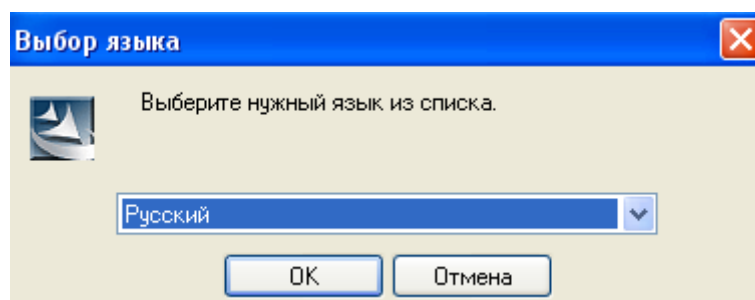 Выбор языка
Выберите нужный язык из списка.
Русский
OK Отмена